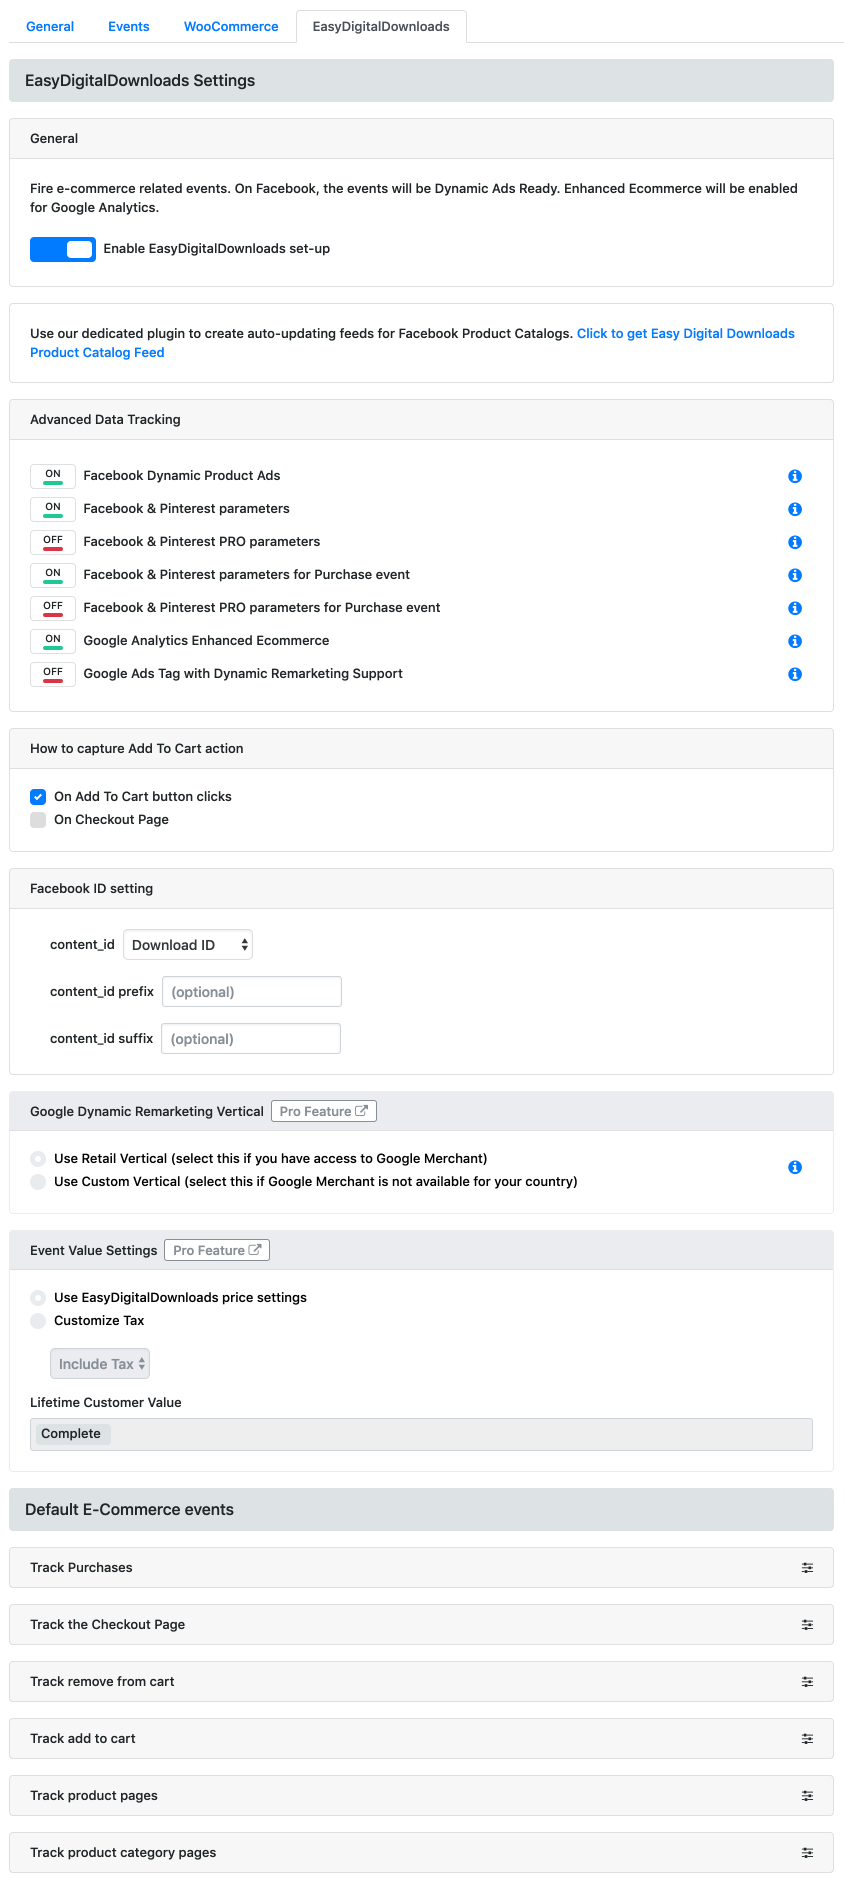 General Events WooCommerce EasyDigitalDownloads
EasyDigitalDownloads Settings
General
Fire e-commerce related events. On Facebook, the events will be Dynamic Ads Ready. Enhanced Ecommerce will be enabled
for Google Analytics.
Enable EasyDigitalDownloads set-up
Use our dedicated plugin to create auto-updating feeds for Facebook Product Catalogs. Click to get Easy Digital Downloads
Product Catalog Feed
Advanced Data Tracking
ON Facebook Dynamic Product Ads
ON Facebook & Pinterest parameters
OFF Facebook & Pinterest PRO parameters
ON Facebook & Pinterest parameters for Purchase event
OFF Facebook & Pinterest PRO parameters for Purchase event
ON Google Analytics Enhanced Ecommerce
OFF Google Ads Tag with Dynamic Remarketing Support
How to capture Add To Cart action
On Add To Cart button clicks
On Checkout Page
Facebook ID setting
content_id Download ID
content_id prefix (optional)
content_id suffix (optional)
Google Dynamic Remarketing Vertical Pro Feature
Use Retail Vertical (select this if you have access to Google Merchant)
Use Custom Vertical (select this if Google Merchant is not available for your country)
Event Value Settings Pro Feature
Use EasyDigitalDownloads price settings
Customize Tax
Include Tax
Lifetime Customer Value
Complete
Default E-Commerce events
Track Purchases
Track the Checkout Page
Track remove from cart
Track add to cart
Track product pages
Track product category pages